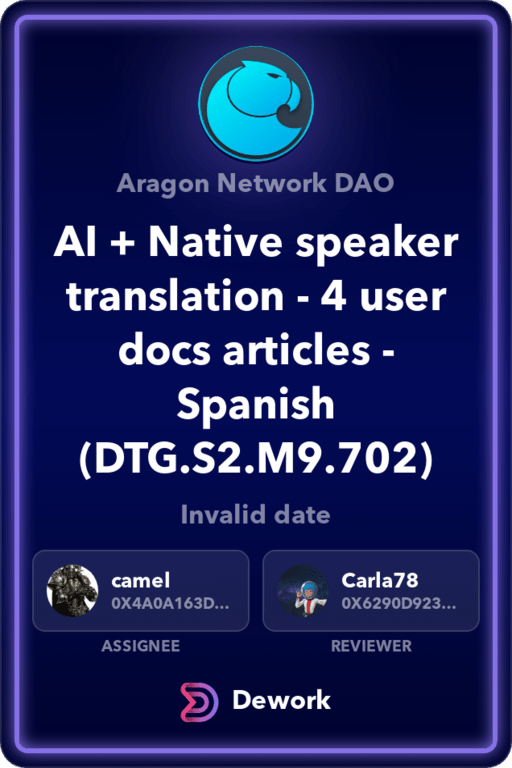 Aragon Network DAO
AI + Native speaker
translation - 4 user
docs articles -
Spanish
(DTG.S2.M9.702)
Invalid date
camel
0X4A0A163D...
Carla78
0X6290D923...
ASSIGNEE
REVIEWER
Dework